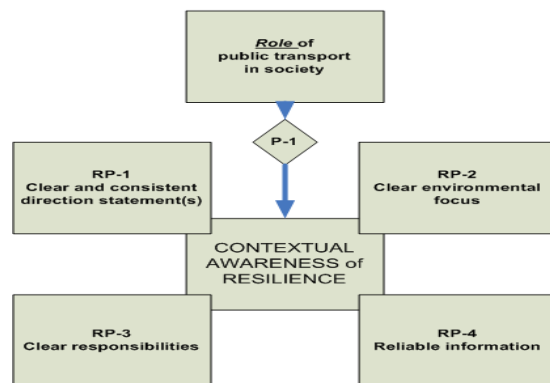 Role of
public transport
in society
P-1
RP-1
Clear and consistent
direction statement(s)
RP-2
Clear environmental
focus
CONTEXTUAL
AWARENESS of
RESILIENCE
RP-3
Clear responsibilities
RP-4
Reliable information